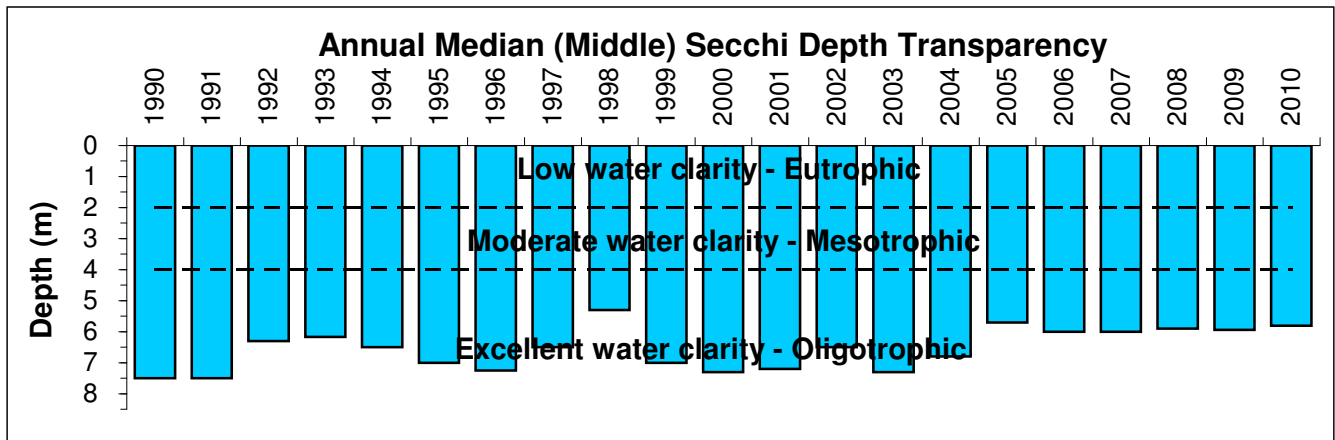 Annual Median (Middle) Secchi Depth Transparency
1990 1991 1992 1993 1994 1995 1996 1997 1998 1999 2000 2001 2002 2003 2004 2005 2006 2007 2008 2009 2010
0
Low water clarity - Eutrophic
1
2
Moderate water clarity - Mesotrophic
3
4
5
6
Excellent water clarity - Oligotrophic
7
8
Depth (m)